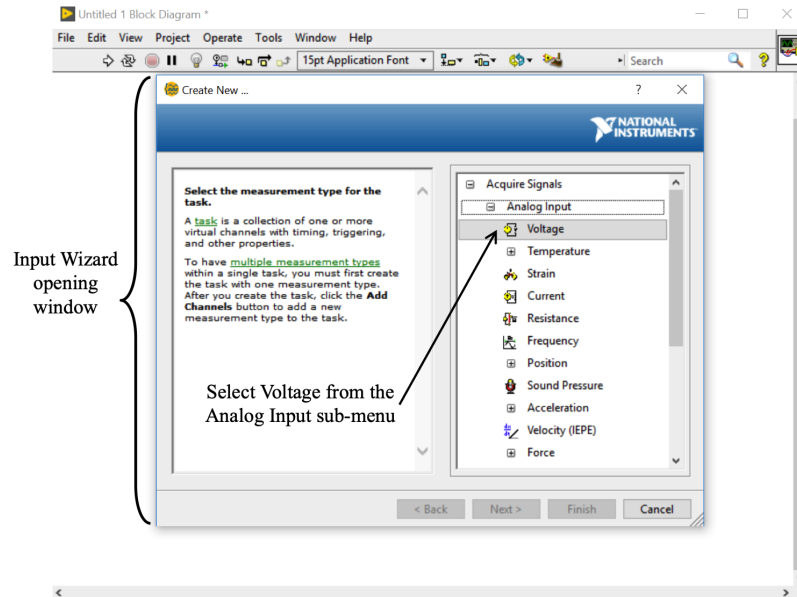 Untitled 1 Block Diagram *
File Edit View Project Operate Tools Window Help
15pt Application Font
Search
?
Create New ...
?
NATIONAL
INSTRUMENTS
Select the measurement type for the
task.
A task is a collection of one or more
virtual channels with timing, triggering,
and other properties.
To have multiple measurement types
within a single task, you must first create
the task with one measurement type.
After you create the task, click the Add
Channels button to add a new
measurement type to the task.
Acquire Signals
Analog Input
Voltage
Temperature
Strain
Current
Resistance
Frequency
Position
Sound Pressure
Acceleration
Velocity (IEPE)
Force
Input Wizard
opening
window
Select Voltage from the
Analog Input sub-menu
< Back
Next >
Finish
Cancel